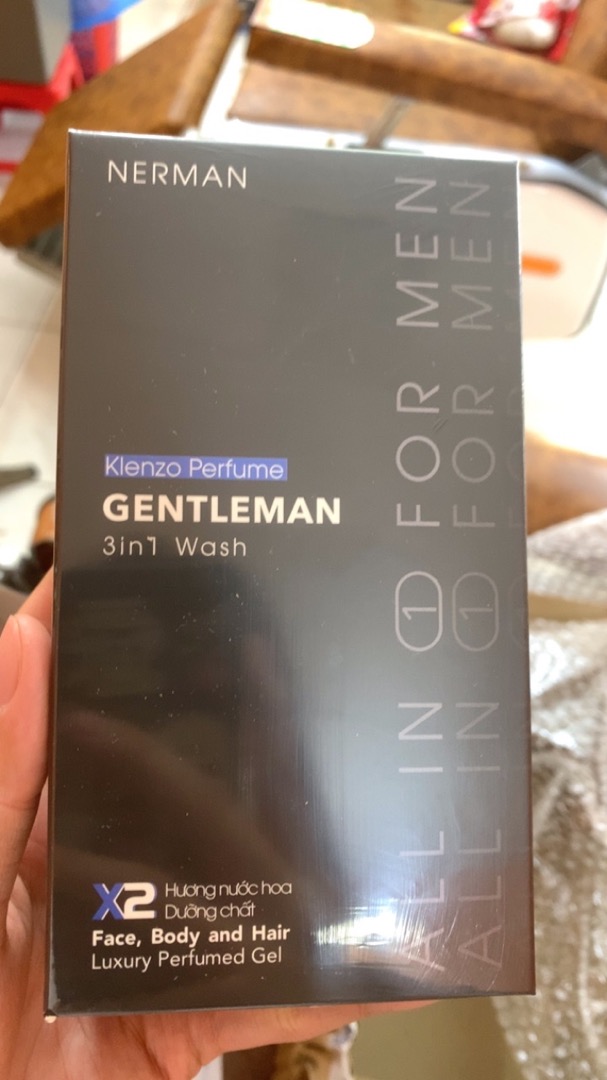 NERMAN
Klenzo Perfume
GENTLEMAN
3in1 Wash
X2 Hương nước hoa
Dưỡng chất
Face, Body and Hair
Luxury Perfumed Gel
ALL IN 1 FOR MEN
ALL IN 1 FOR MEN